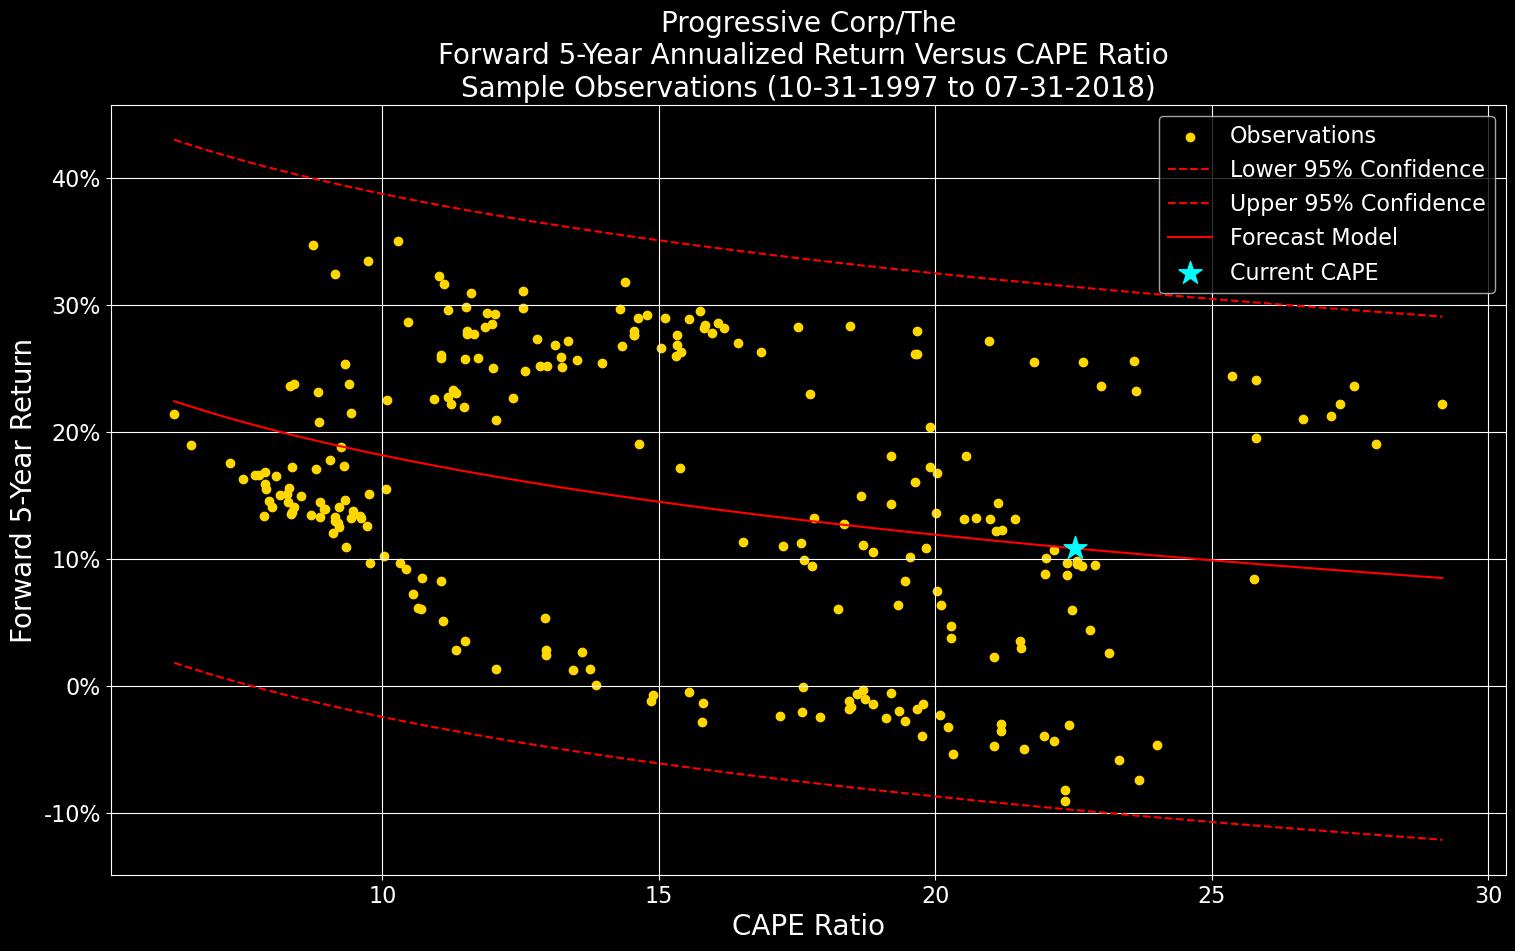 Progressive Corp/The
Forward 5-Year Annualized Return Versus CAPE Ratio
Sample Observations (10-31-1997 to 07-31-2018)
Observations
Lower 95% Confidence
Upper 95% Confidence
Forecast Model
Current CAPE
Forward 5-Year Return
40%
30%
20%
10%
0%
-10%
10 15 20 25 30
CAPE Ratio